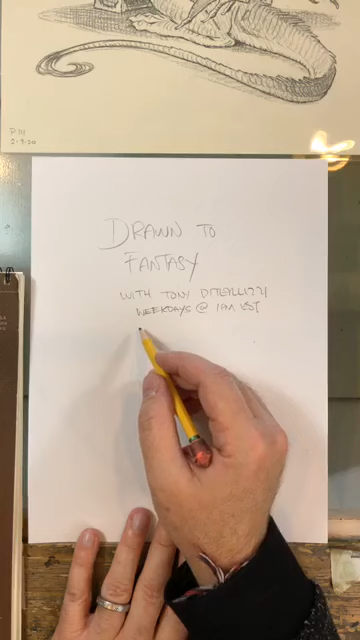 DRAWN TO
FANTASY
WITH TONY DITERLIZZI
WEEKDAYS @ 1PM EST